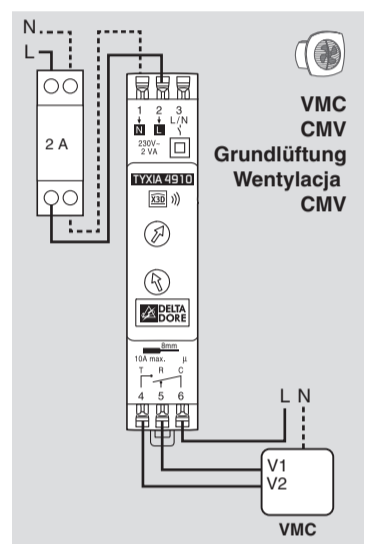 N
L
2 A
VMC
CMV
Grundlüftung
Wentylacja
CMV
1 2 3
N L L/N
230V~
2 VA
TYXIA 4910
X3D
DELTA
DORE
8mm
10A max. µ
T R C
4 5 6
L N
V1
V2
VMC